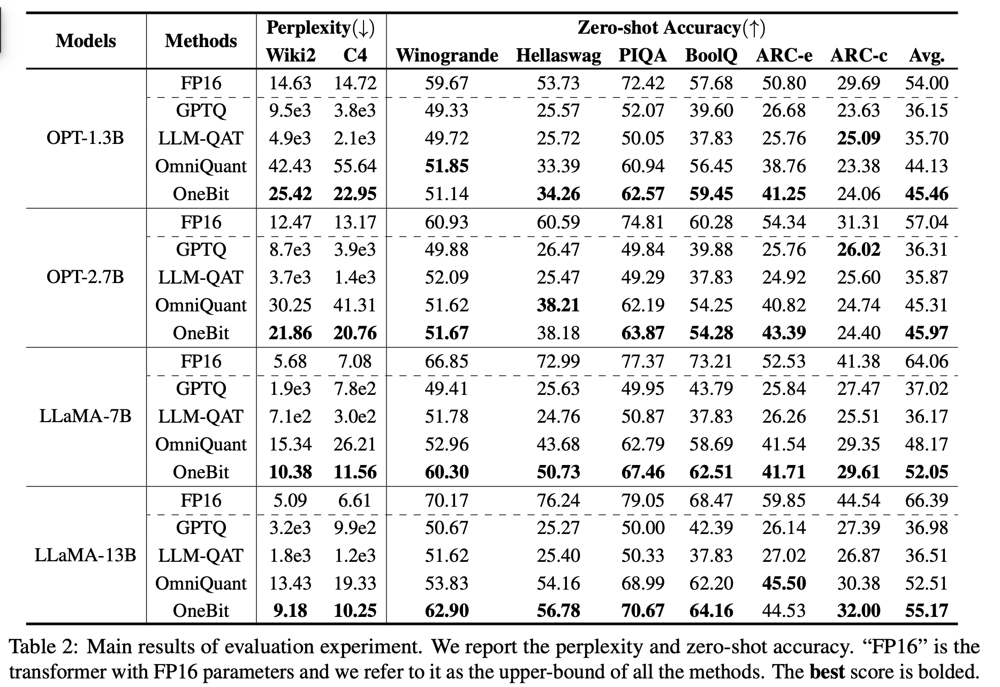 Models Methods Perplexity(↓) Zero-shot Accuracy(↑)
Wiki2 C4 Winogrande Hellaswag PIQA BoolQ ARC-e ARC-c Avg.
FP16 14.63 14.72 59.67 53.73 72.42 57.68 50.80 29.69 54.00
GPTQ 9.5e3 3.8e3 49.33 25.57 52.07 39.60 26.68 23.63 36.15
OPT-1.3B LLM-QAT 4.9e3 2.1e3 49.72 25.72 50.05 37.83 25.76 25.09 35.70
OmniQuant 42.43 55.64 51.85 33.39 60.94 56.45 38.76 23.38 44.13
OneBit 25.42 22.95 51.14 34.26 62.57 59.45 41.25 24.06 45.46
FP16 12.47 13.17 60.93 60.59 74.81 60.28 54.34 31.31 57.04
GPTQ 8.7e3 3.9e3 49.88 26.47 49.84 39.88 25.76 26.02 36.31
OPT-2.7B LLM-QAT 3.7e3 1.4e3 52.09 25.47 49.29 37.83 24.92 25.60 35.87
OmniQuant 30.25 41.31 51.62 38.21 62.19 54.25 40.82 24.74 45.31
OneBit 21.86 20.76 51.67 38.18 63.87 54.28 43.39 24.40 45.97
FP16 5.68 7.08 66.85 72.99 77.37 73.21 52.53 41.38 64.06
GPTQ 1.9e3 7.8e2 49.41 25.63 49.95 43.79 25.84 27.47 37.02
LLaMA-7B LLM-QAT 7.1e2 3.0e2 51.78 24.76 50.87 37.83 26.26 25.51 36.17
OmniQuant 15.34 26.21 52.96 43.68 62.79 58.69 41.54 29.35 48.17
OneBit 10.38 11.56 60.30 50.73 67.46 62.51 41.71 29.61 52.05
FP16 5.09 6.61 70.17 76.24 79.05 68.47 59.85 44.54 66.39
GPTQ 3.2e3 9.9e2 50.67 25.27 50.00 42.39 26.14 27.39 36.98
LLaMA-13B LLM-QAT 1.8e3 1.2e3 51.62 25.40 50.33 37.83 27.02 26.87 36.51
OmniQuant 13.43 19.33 53.83 54.16 68.99 62.20 45.50 30.38 52.51
OneBit 9.18 10.25 62.90 56.78 70.67 64.16 44.53 32.00 55.17
Table 2: Main results of evaluation experiment. We report the perplexity and zero-shot accuracy. “FP16” is the
transformer with FP16 parameters and we refer to it as the upper-bound of all the methods. The best score is bolded.